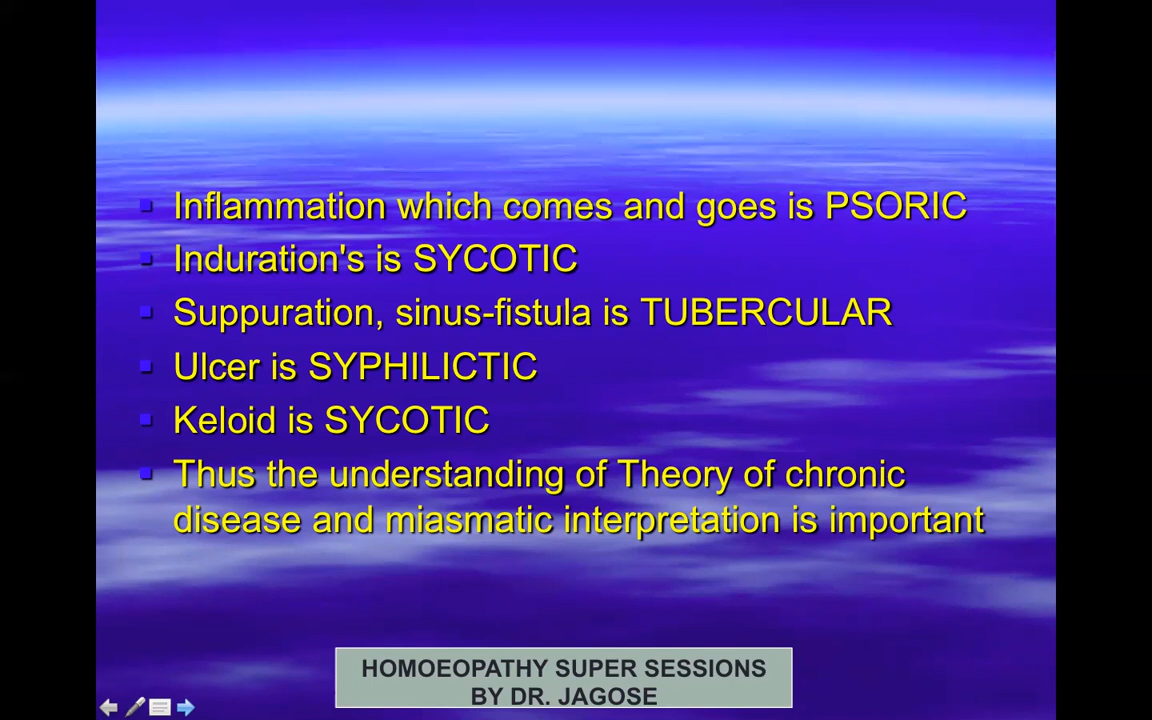 Inflammation which comes and goes is PSORIC
Induration's is SYCOTIC
Suppuration, sinus-fistula is TUBERCULAR
Ulcer is SYPHILICTIC
Keloid is SYCOTIC
Thus the understanding of Theory of chronic
disease and miasmatic interpretation is important
HOMOEOPATHY SUPER SESSIONS
BY DR. JAGOSE